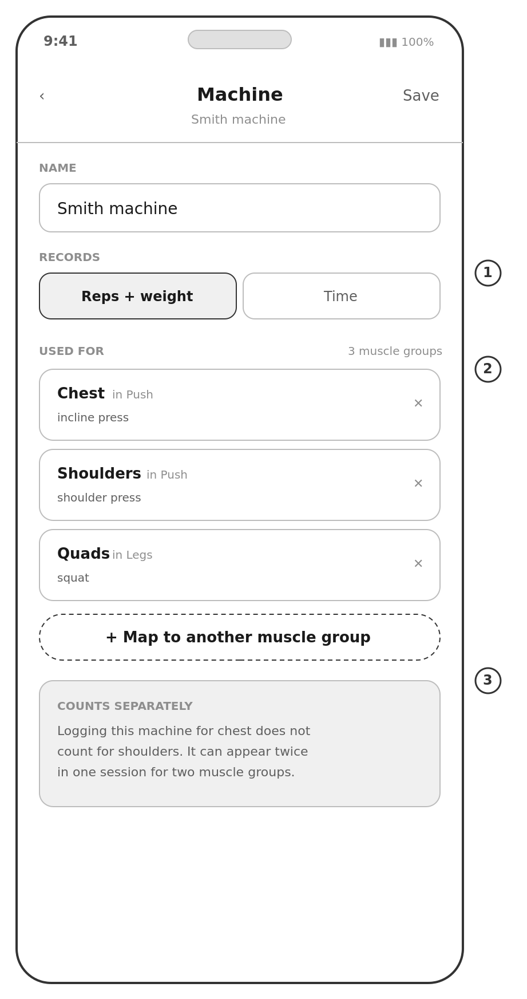 9:41
100%
‹
Machine
Save
Smith machine
NAME
Smith machine
RECORDS
1
Reps + weight
Time
USED FOR
3 muscle groups
2
Chest in Push
incline press
✕
Shoulders in Push
shoulder press
✕
Quads in Legs
squat
✕
+ Map to another muscle group
3
COUNTS SEPARATELY
Logging this machine for chest does not
count for shoulders. It can appear twice
in one session for two muscle groups.